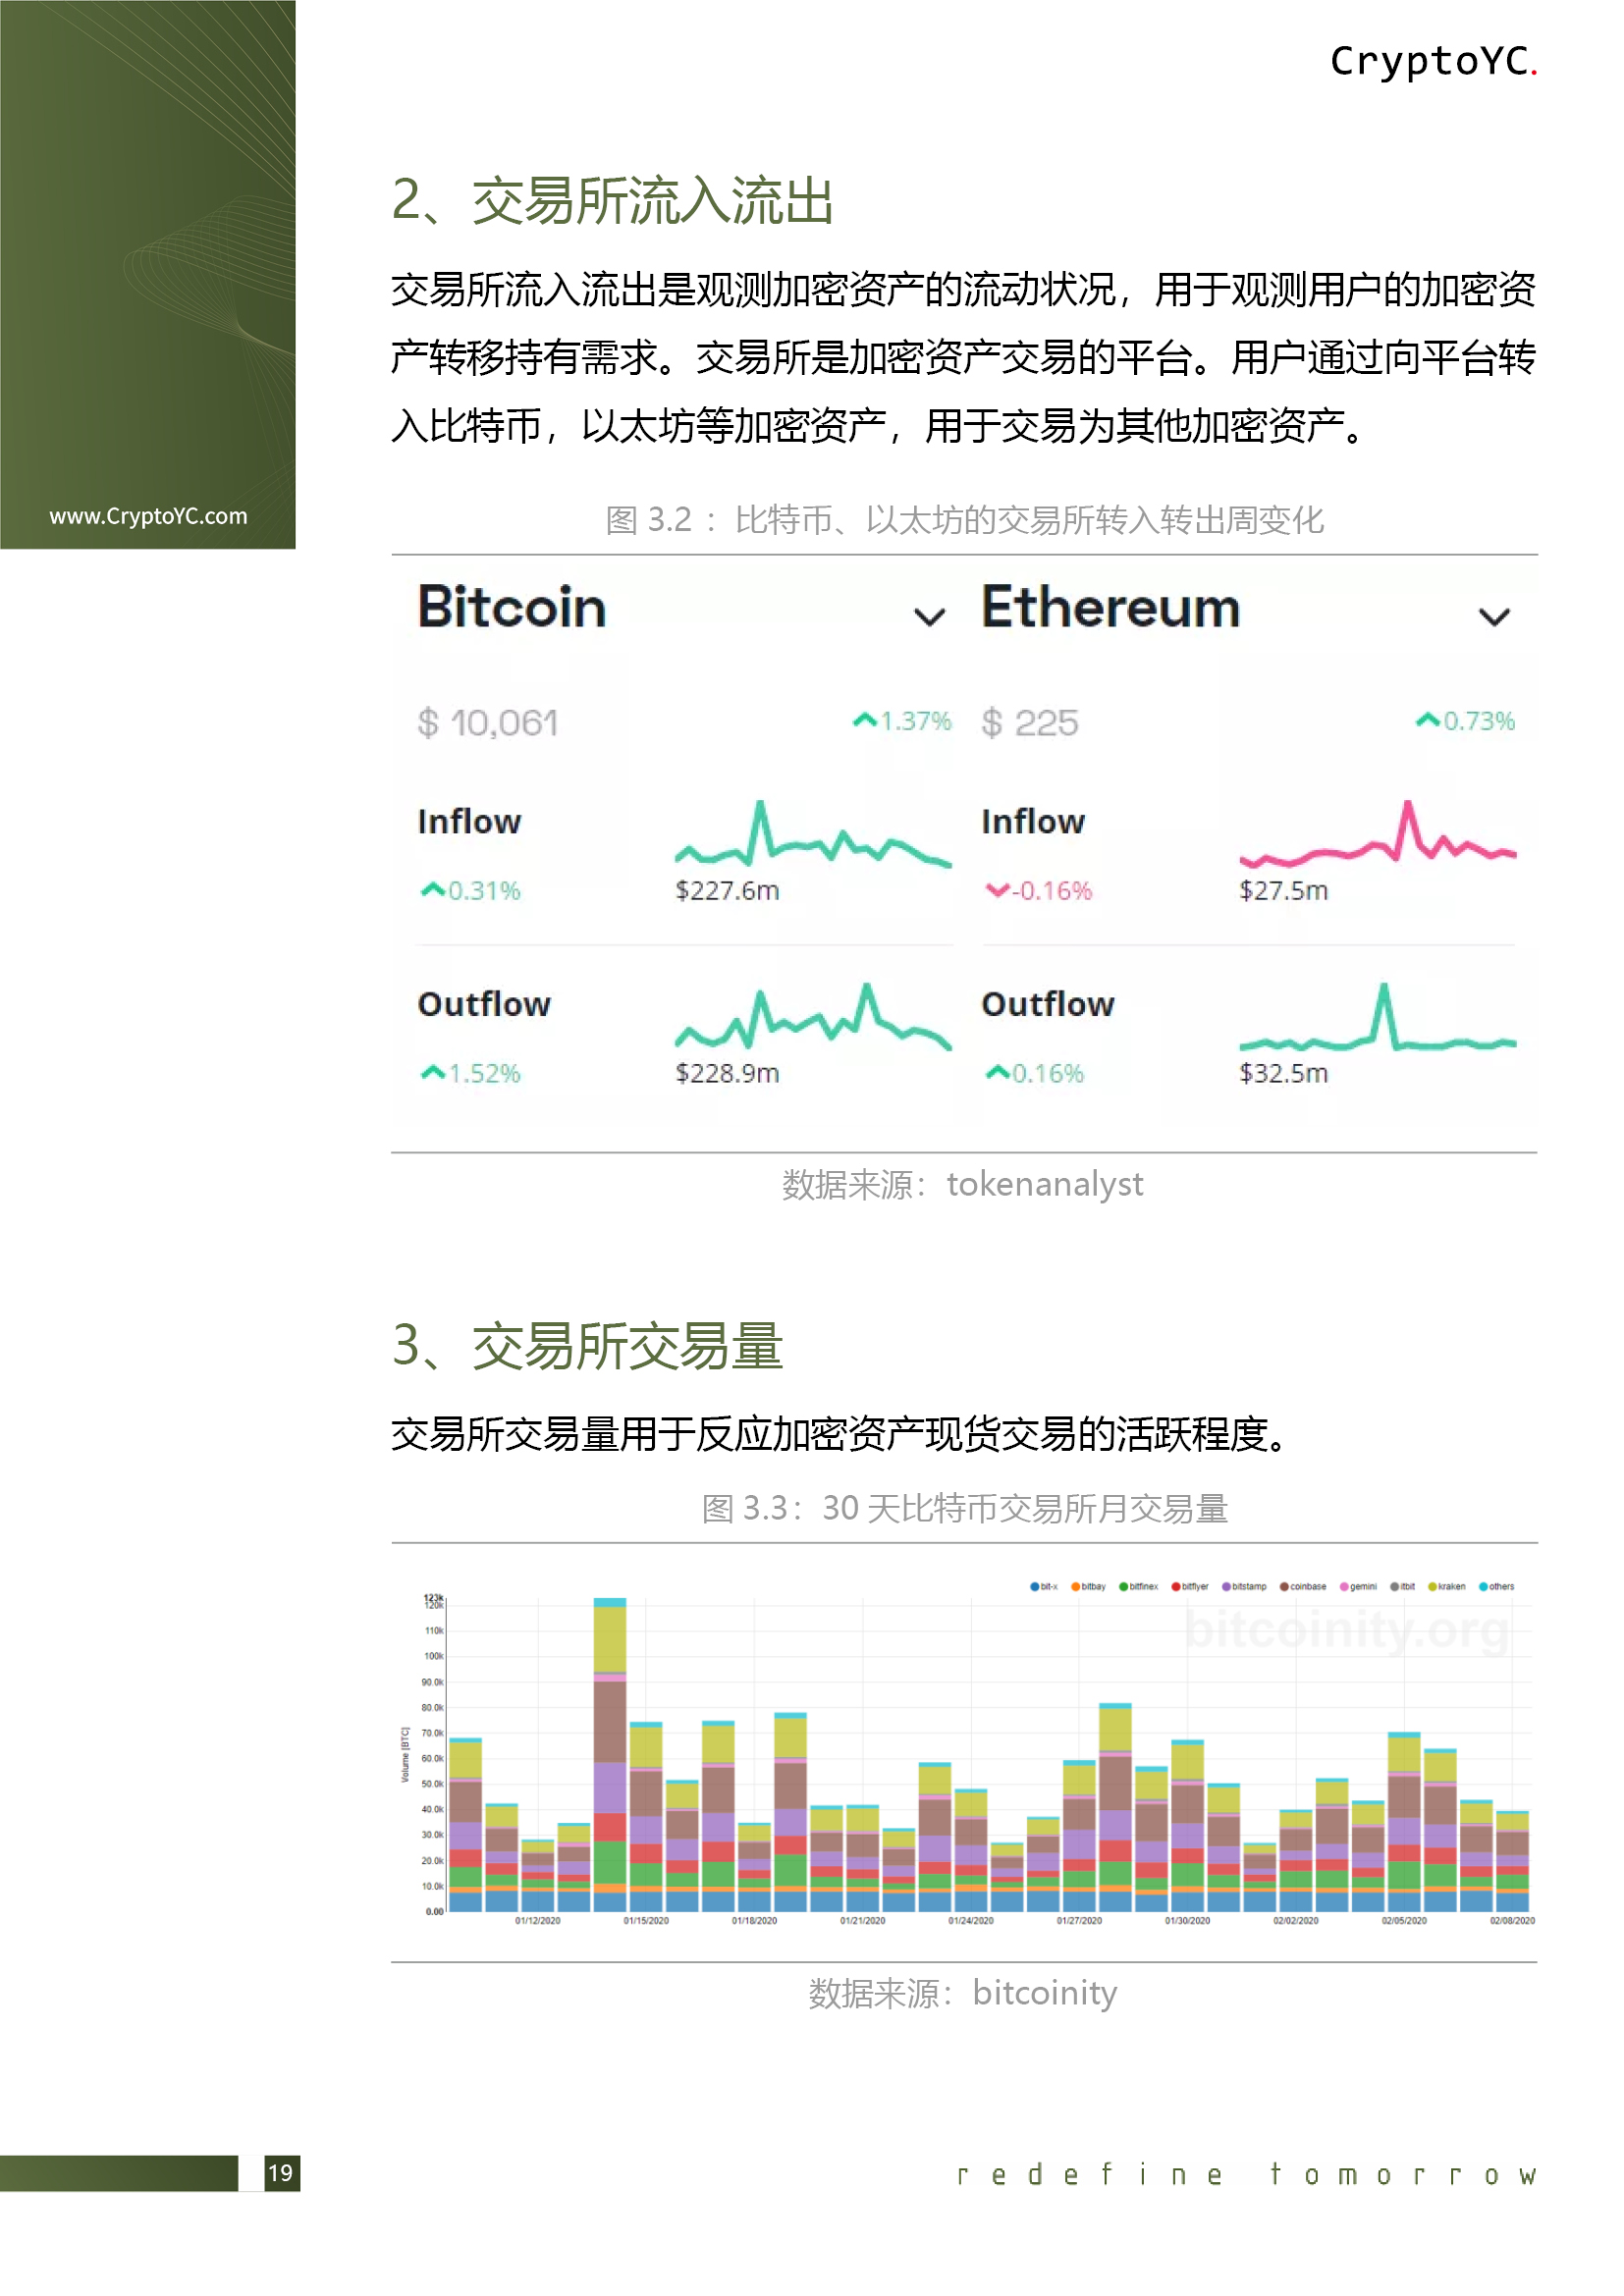 CryptoYC.
www.CryptoYC.com
2、交易所流入流出
交易所流入流出是观测加密资产的流动状况，用于观测用户的加密资
产转移持有需求。交易所是加密资产交易的平台。用户通过向平台转
入比特币，以太坊等加密资产，用于交易为其他加密资产。
图 3.2 ：比特币、以太坊的交易所转入转出周变化
Bitcoin
$ 10,061 1.37%
Inflow
0.31% $227.6m
Outflow
1.52% $228.9m
Ethereum
$ 225 0.73%
Inflow
-0.16% $27.5m
Outflow
0.16% $32.5m
数据来源：tokenanalyst
3、交易所交易量
交易所交易量用于反应加密资产现货交易的活跃程度。
图 3.3：30 天比特币交易所月交易量
bit-x bitbay bitfinex bitflyer bitstamp coinbase gemini itbit kraken others
bitcoinity.org
Volume [BTC]
123k
120k
110k
100k
90.0k
80.0k
70.0k
60.0k
50.0k
40.0k
30.0k
20.0k
10.0k
0.00
01/12/2020 01/15/2020 01/18/2020 01/21/2020 01/24/2020 01/27/2020 01/30/2020 02/02/2020 02/05/2020 02/08/2020
数据来源：bitcoinity
19
redefine tomorrow